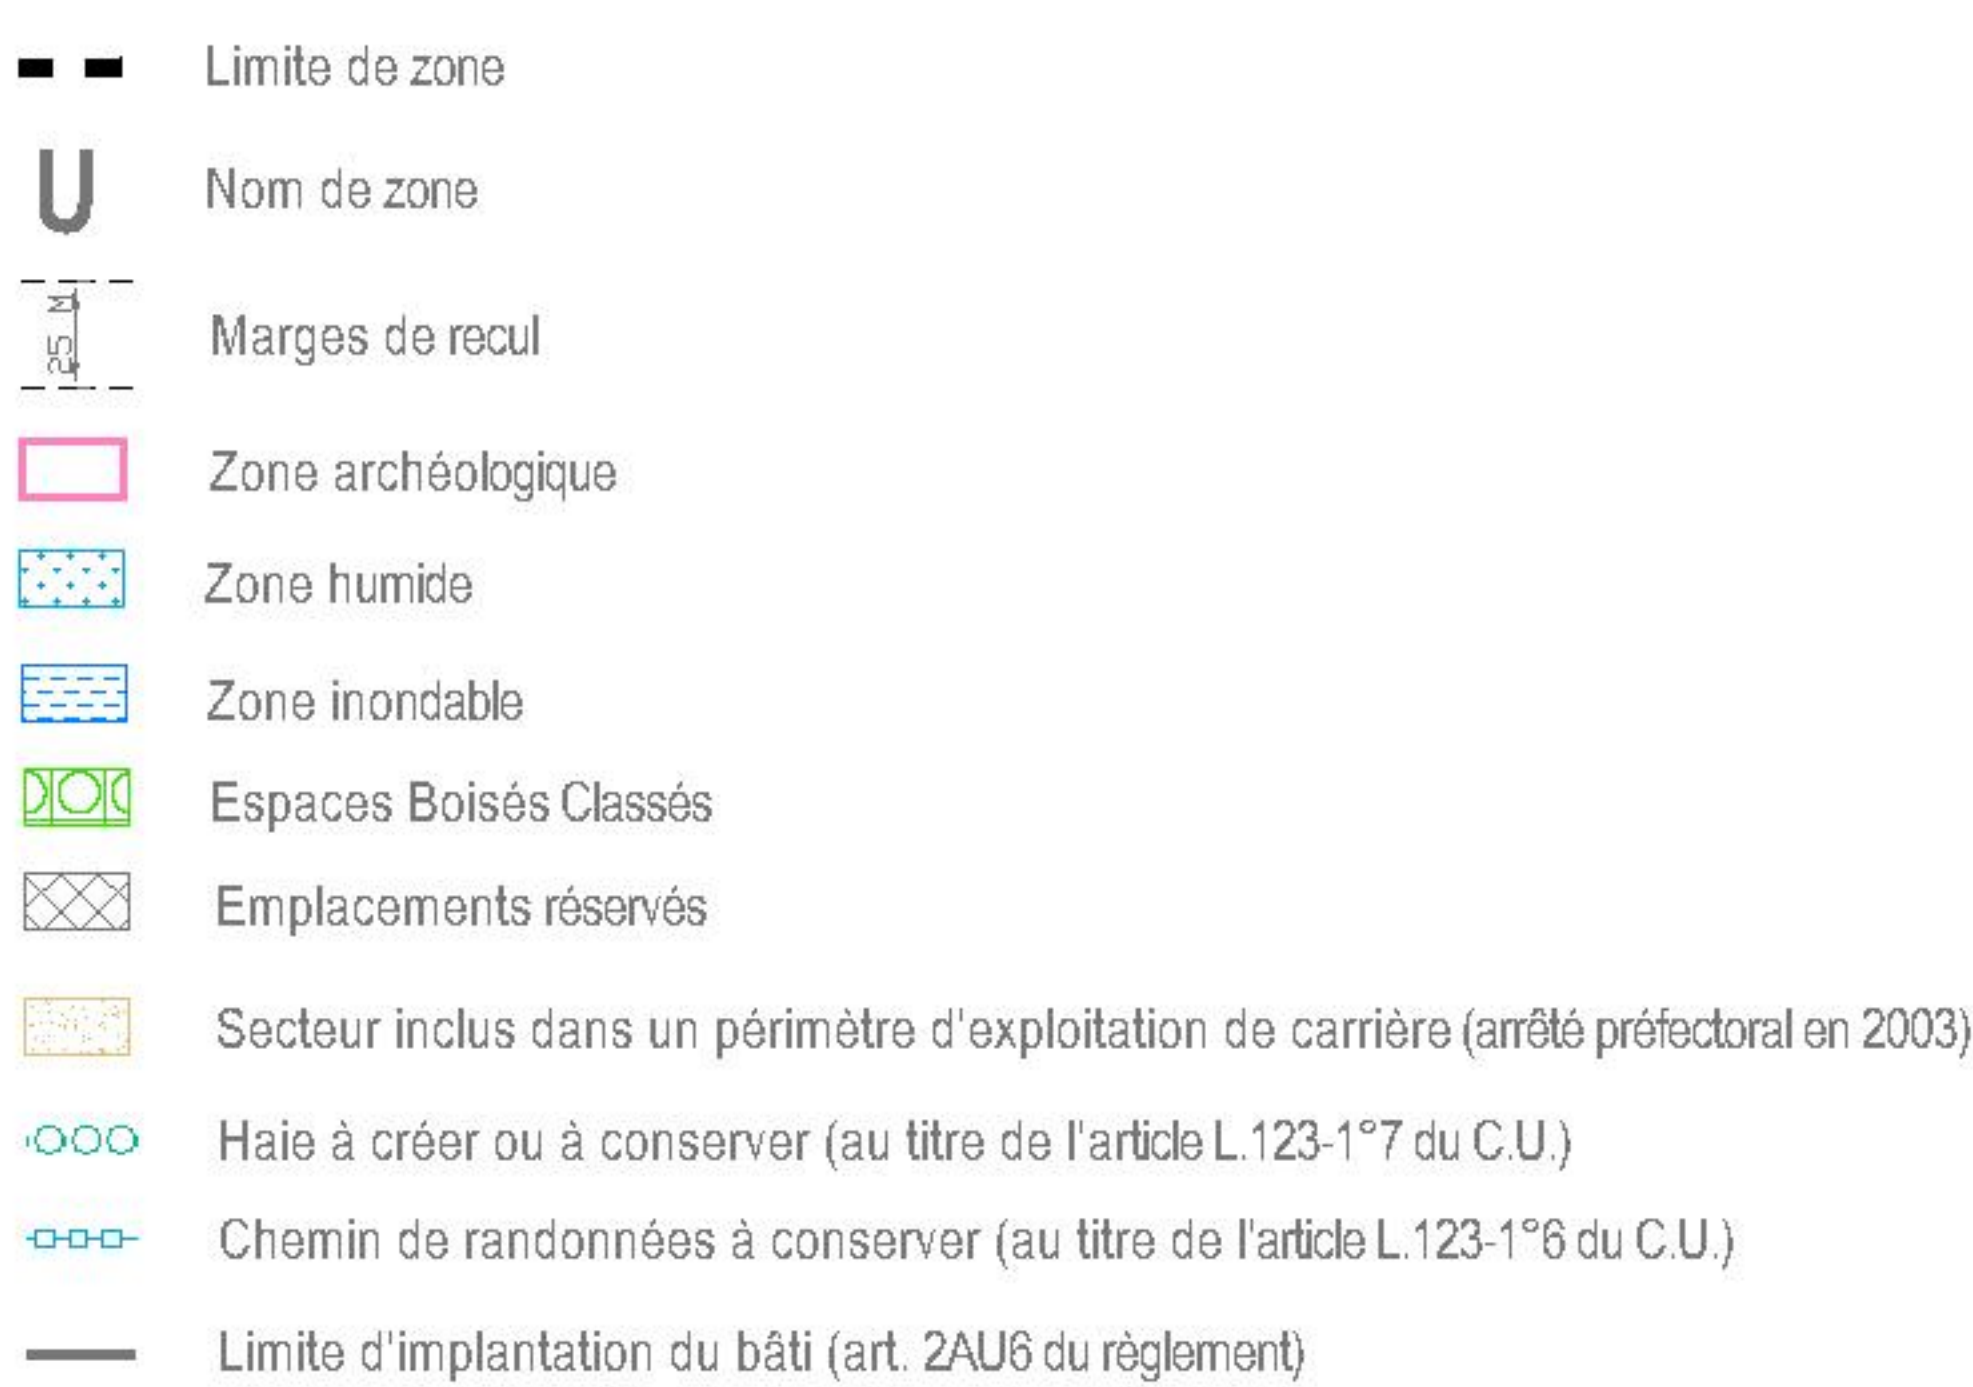 Limite de zone
U
Nom de zone
25 M
Marges de recul
Zone archéologique
Zone humide
Zone inondable
Espaces Boisés Classés
Emplacements réservés
Secteur inclus dans un périmètre d'exploitation de carrière (arrêté préfectoral en 2003)
Haie à créer ou à conserver (au titre de l'article L.123-1°7 du C.U.)
Chemin de randonnées à conserver (au titre de l'article L.123-1°6 du C.U.)
Limite d'implantation du bâti (art. 2AU6 du règlement)